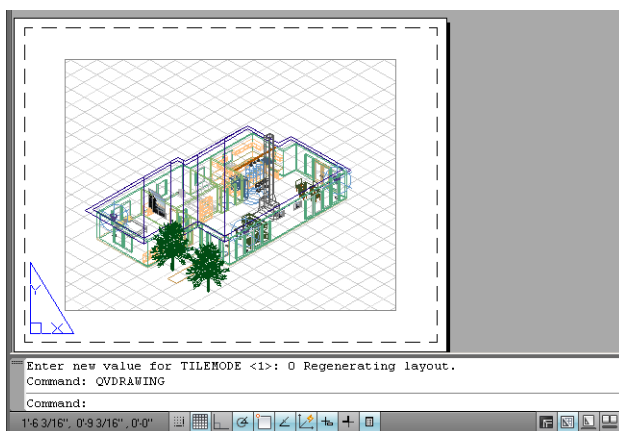 Y
X
Enter new value for TILEMODE <1>: 0 Regenerating layout.
Command: QVDRAWING
Command:
1'-6 3/16", 0'-9 3/16" , 0'-0"